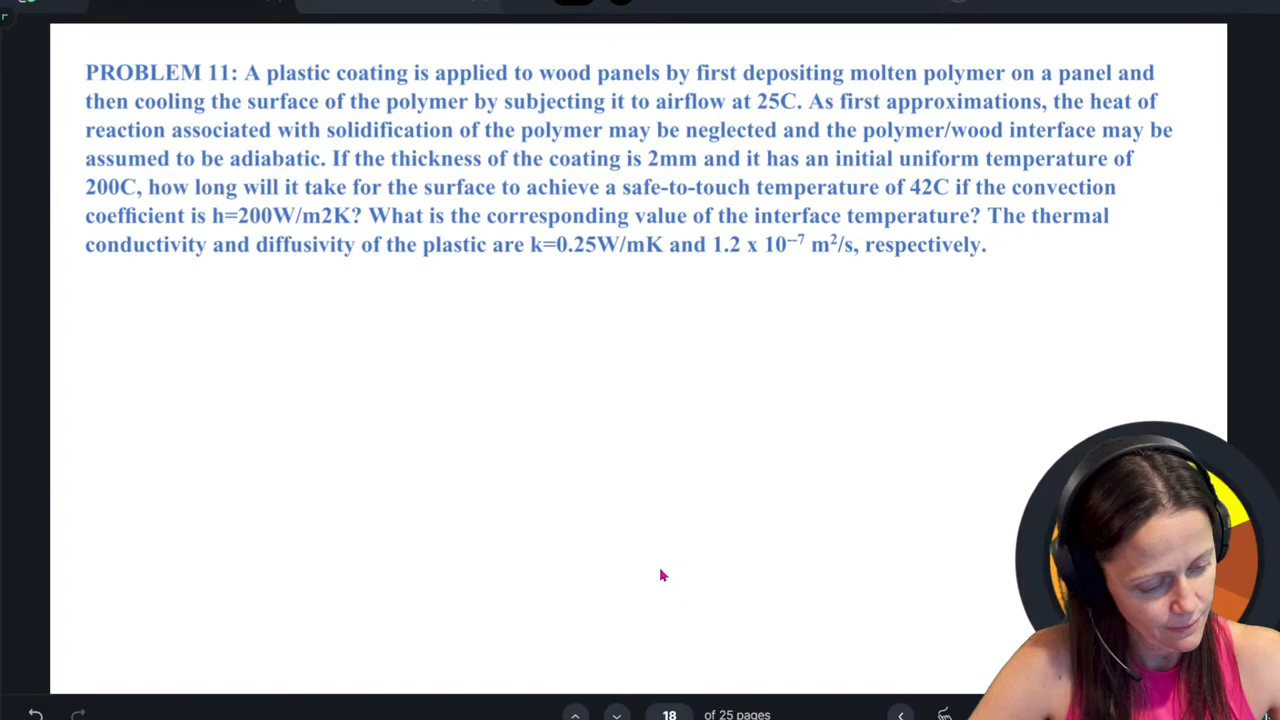 PROBLEM 11: A plastic coating is applied to wood panels by first depositing molten polymer on a panel and
then cooling the surface of the polymer by subjecting it to airflow at 25C. As first approximations, the heat of
reaction associated with solidification of the polymer may be neglected and the polymer/wood interface may be
assumed to be adiabatic. If the thickness of the coating is 2mm and it has an initial uniform temperature of
200C, how long will it take for the surface to achieve a safe-to-touch temperature of 42C if the convection
coefficient is h=200W/m2K? What is the corresponding value of the interface temperature? The thermal
conductivity and diffusivity of the plastic are k=0.25W/mK and 1.2 x 10⁻⁷ m²/s, respectively.
18 of 25 pages